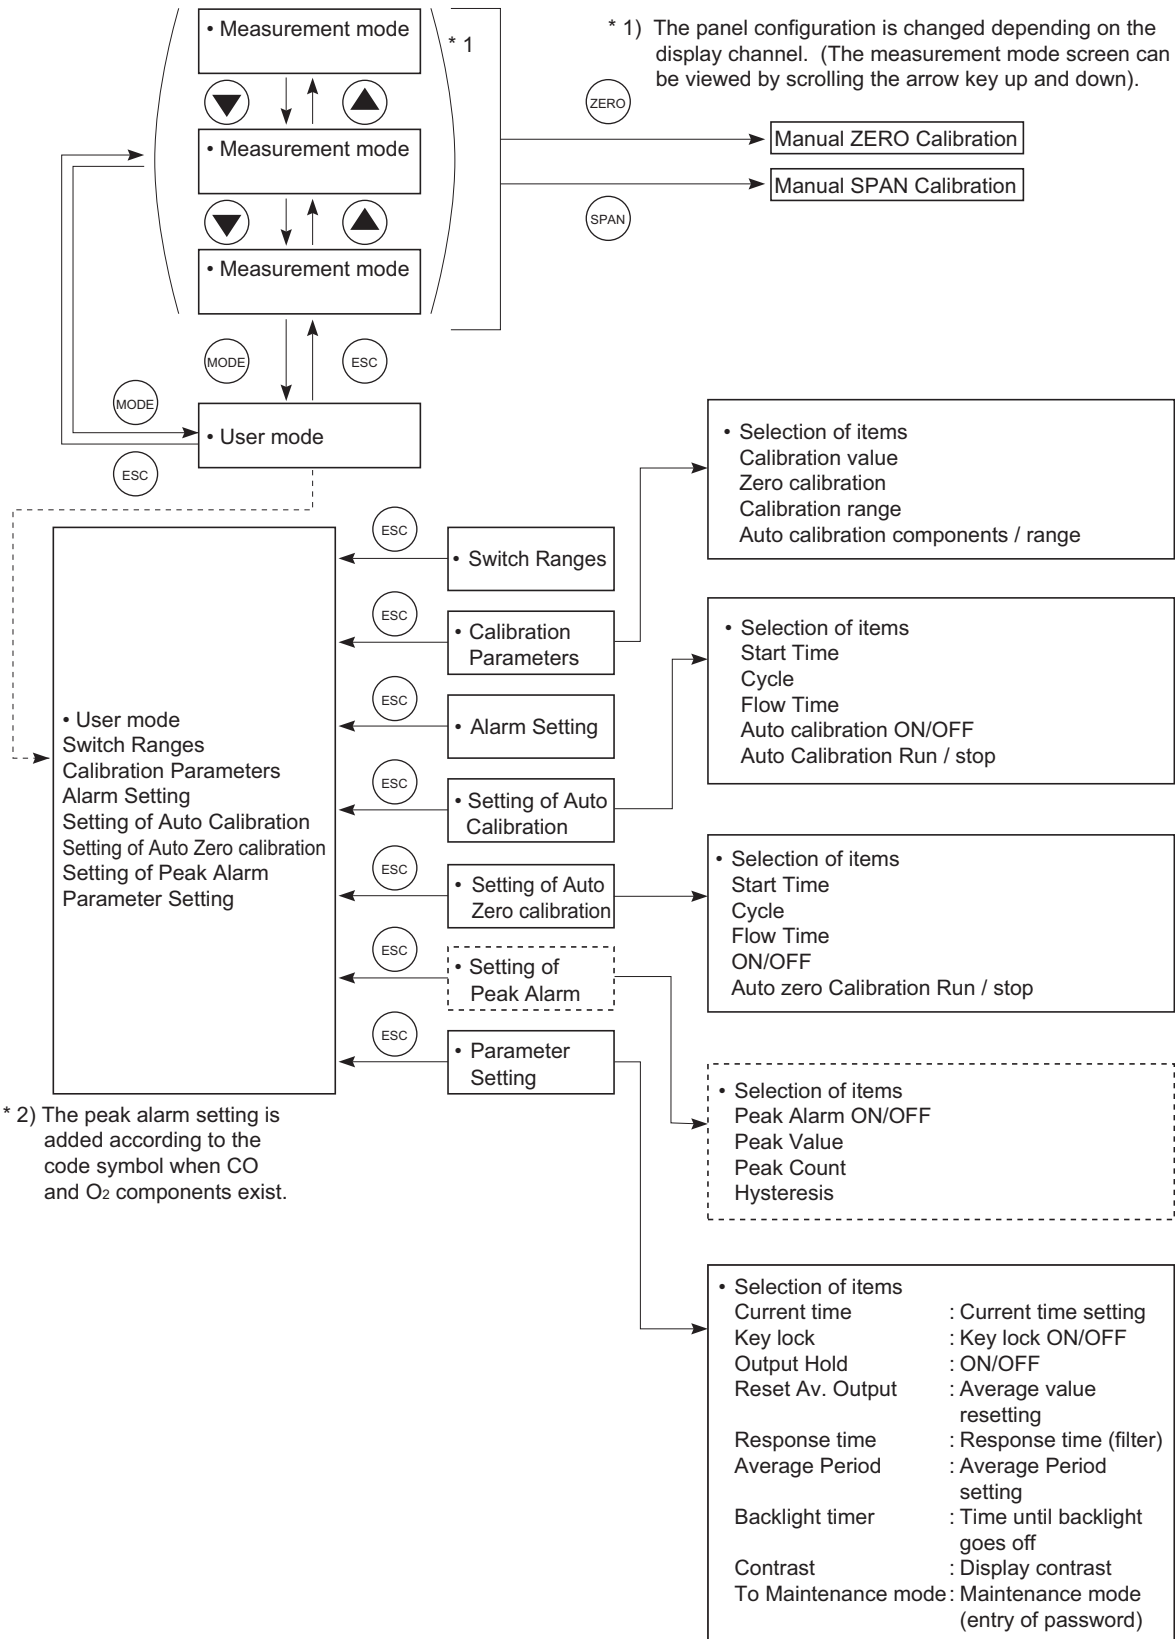 • Measurement mode
* 1
* 1) The panel configuration is changed depending on the
display channel. (The measurement mode screen can
be viewed by scrolling the arrow key up and down).
ZERO
• Measurement mode
Manual ZERO Calibration
Manual SPAN Calibration
SPAN
• Measurement mode
MODE
ESC
MODE
• User mode
ESC
• Selection of items
Calibration value
Zero calibration
Calibration range
Auto calibration components / range
ESC
• Switch Ranges
ESC
• Calibration
Parameters
• Selection of items
Start Time
Cycle
Flow Time
Auto calibration ON/OFF
Auto Calibration Run / stop
ESC
• Alarm Setting
• User mode
Switch Ranges
Calibration Parameters
Alarm Setting
Setting of Auto Calibration
Setting of Auto Zero calibration
Setting of Peak Alarm
Parameter Setting
ESC
• Setting of Auto
Calibration
ESC
• Setting of Auto
Zero calibration
• Selection of items
Start Time
Cycle
Flow Time
ON/OFF
Auto zero Calibration Run / stop
ESC
• Setting of
Peak Alarm
ESC
• Parameter
Setting
• Selection of items
Peak Alarm ON/OFF
Peak Value
Peak Count
Hysteresis
* 2) The peak alarm setting is
added according to the
code symbol when CO
and O2 components exist.
• Selection of items
Current time : Current time setting
Key lock : Key lock ON/OFF
Output Hold : ON/OFF
Reset Av. Output : Average value
resetting
Response time : Response time (filter)
Average Period : Average Period
setting
Backlight timer : Time until backlight
goes off
Contrast : Display contrast
To Maintenance mode : Maintenance mode
(entry of password)